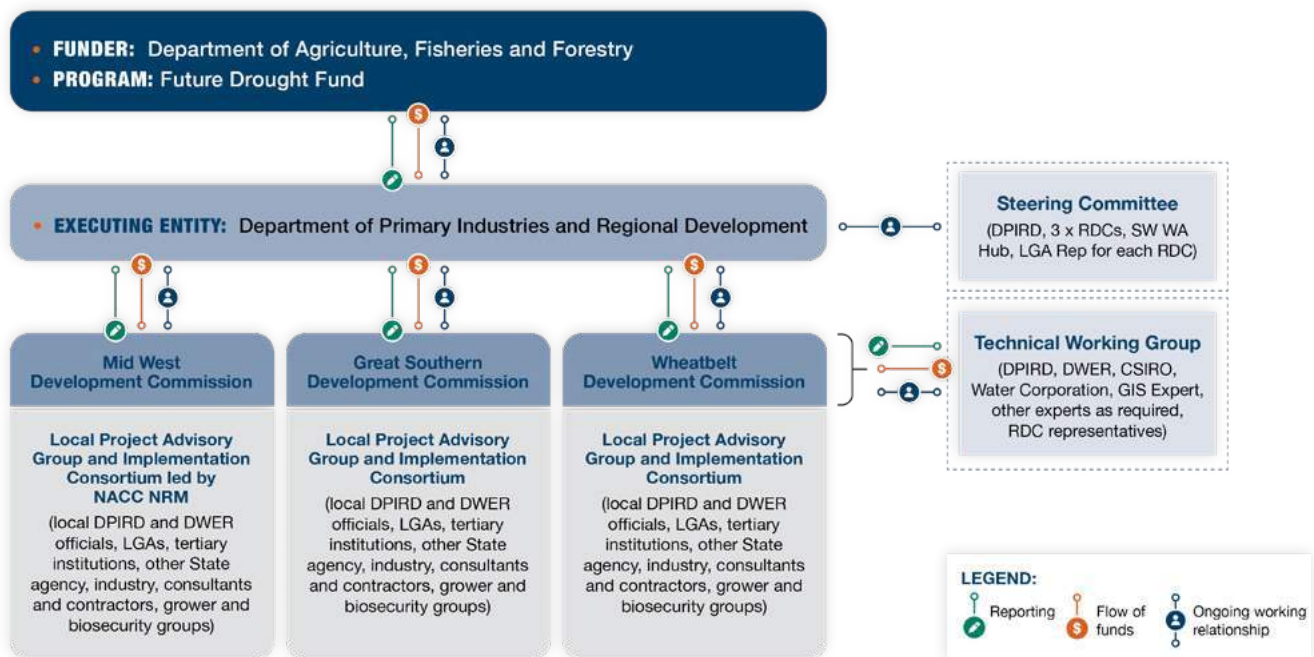 • FUNDER: Department of Agriculture, Fisheries and Forestry
• PROGRAM: Future Drought Fund
$
• EXECUTING ENTITY: Department of Primary Industries and Regional Development
Steering Committee
(DPIRD, 3 x RDCs, SW WA
Hub, LGA Rep for each RDC)
$
$
$
Mid West
Development Commission
Great Southern
Development Commission
Wheatbelt
Development Commission
$
Technical Working Group
(DPIRD, DWER, CSIRO,
Water Corporation, GIS Expert,
other experts as required,
RDC representatives)
Local Project Advisory
Group and Implementation
Consortium led by
NACC NRM
(local DPIRD and DWER
officials, LGAs, tertiary
institutions, other State
agency, industry, consultants
and contractors, grower and
biosecurity groups)
Local Project Advisory
Group and Implementation
Consortium
(local DPIRD and DWER
officials, LGAs, tertiary
institutions, other State
agency, industry, consultants
and contractors, grower and
biosecurity groups)
Local Project Advisory
Group and Implementation
Consortium
(local DPIRD and DWER
officials, LGAs, tertiary
institutions, other State
agency, industry, consultants
and contractors, grower and
biosecurity groups)
LEGEND:
Reporting
$
Flow of
funds
Ongoing working
relationship